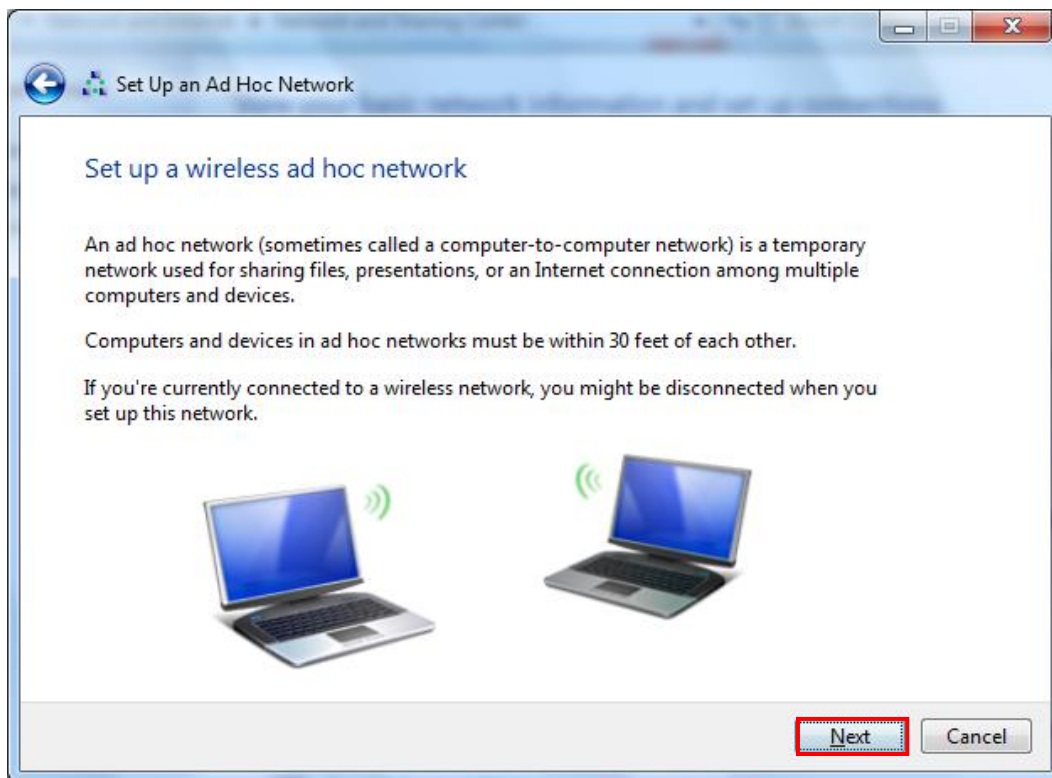 Set Up an Ad Hoc Network
Set up a wireless ad hoc network
An ad hoc network (sometimes called a computer-to-computer network) is a temporary
network used for sharing files, presentations, or an Internet connection among multiple
computers and devices.
Computers and devices in ad hoc networks must be within 30 feet of each other.
If you're currently connected to a wireless network, you might be disconnected when you
set up this network.
Next
Cancel